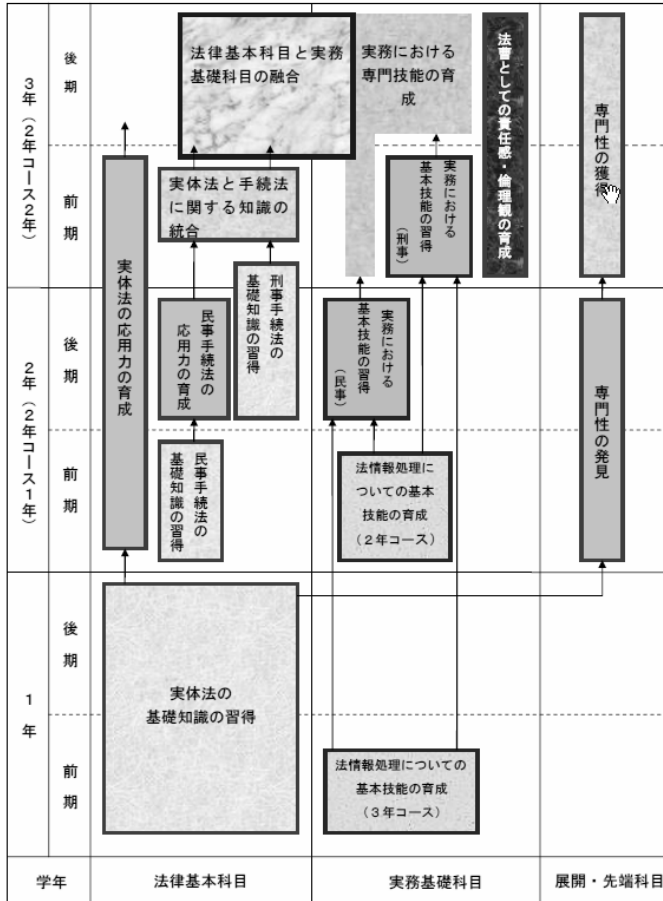 3年（2年コース2年）
後期
前期
法律基本科目と実務
基礎科目の融合
実務における
専門技能の育
成
法曹としての責任感・倫理観の育成
専門性の獲得
実体法と手続法
に関する知識の
統合
実務における
基本技能の習得
（刑事）
実体法の応用力の育成
刑事手続法の
基礎知識の習得
2年（2年コース1年）
後期
前期
民事手続法の
応用力の育成
実務における
基本技能の習得
（民事）
専門性の発見
民事手続法の
基礎知識の習得
法情報処理に
ついての基本
技能の育成
（２年コース）
1年
後期
前期
実体法の
基礎知識の習得
法情報処理についての
基本技能の育成
（３年コース）
学年
法律基本科目
実務基礎科目
展開・先端科目